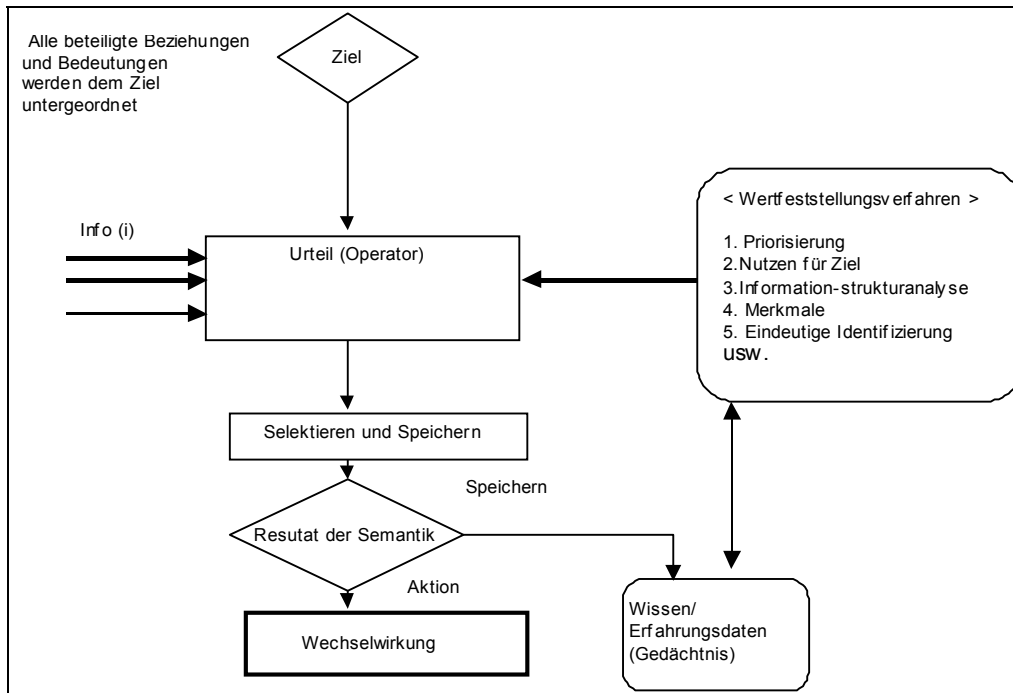 Alle beteiligte Beziehungen
und Bedeutungen
werden dem Ziel
untergeordnet
Ziel
Info (i)
Urteil (Operator)
< Wertfeststellungsverfahren >
1. Priorisierung
2.Nutzen für Ziel
3.Information-strukturanalyse
4. Merkmale
5. Eindeutige Identifizierung
usw.
Selektieren und Speichern
Speichern
Resutat der Semantik
Aktion
Wechselwirkung
Wissen/
Erfahrungsdaten
(Gedächtnis)